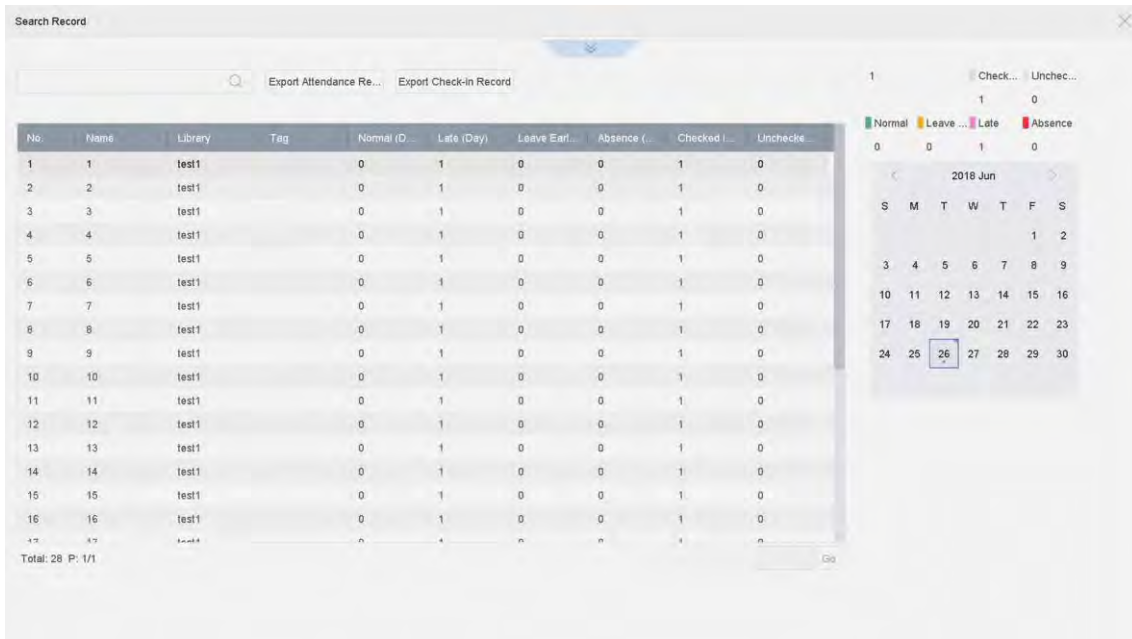 Search Record
Export Attendance Re... Export Check-in Record
1 Check... Unchec...
1 0
Normal Leave ... Late Absence
0 0 1 0
No. Name Library Tag Normal (D... Late (Day) Leave Earl... Absence (... Checked I... Unchecke...
1 1 test1 0 1 0 0 1 0
2 2 test1 0 1 0 0 1 0
3 3 test1 0 1 0 0 1 0
4 4 test1 0 1 0 0 1 0
5 5 test1 0 1 0 0 1 0
6 6 test1 0 1 0 0 1 0
7 7 test1 0 1 0 0 1 0
8 8 test1 0 1 0 0 1 0
9 9 test1 0 1 0 0 1 0
10 10 test1 0 1 0 0 1 0
11 11 test1 0 1 0 0 1 0
12 12 test1 0 1 0 0 1 0
13 13 test1 0 1 0 0 1 0
14 14 test1 0 1 0 0 1 0
15 15 test1 0 1 0 0 1 0
16 16 test1 0 1 0 0 1 0
Total: 28 P: 1/1 Go
2018 Jun
S M T W T F S
1 2
3 4 5 6 7 8 9
10 11 12 13 14 15 16
17 18 19 20 21 22 23
24 25 26 27 28 29 30